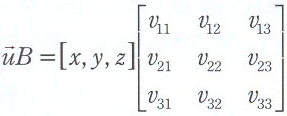 v₁₁ v₁₂ v₁₃
u⃗B = [x, y, z] v₂₁ v₂₂ v₂₃
v₃₁ v₃₂ v₃₃